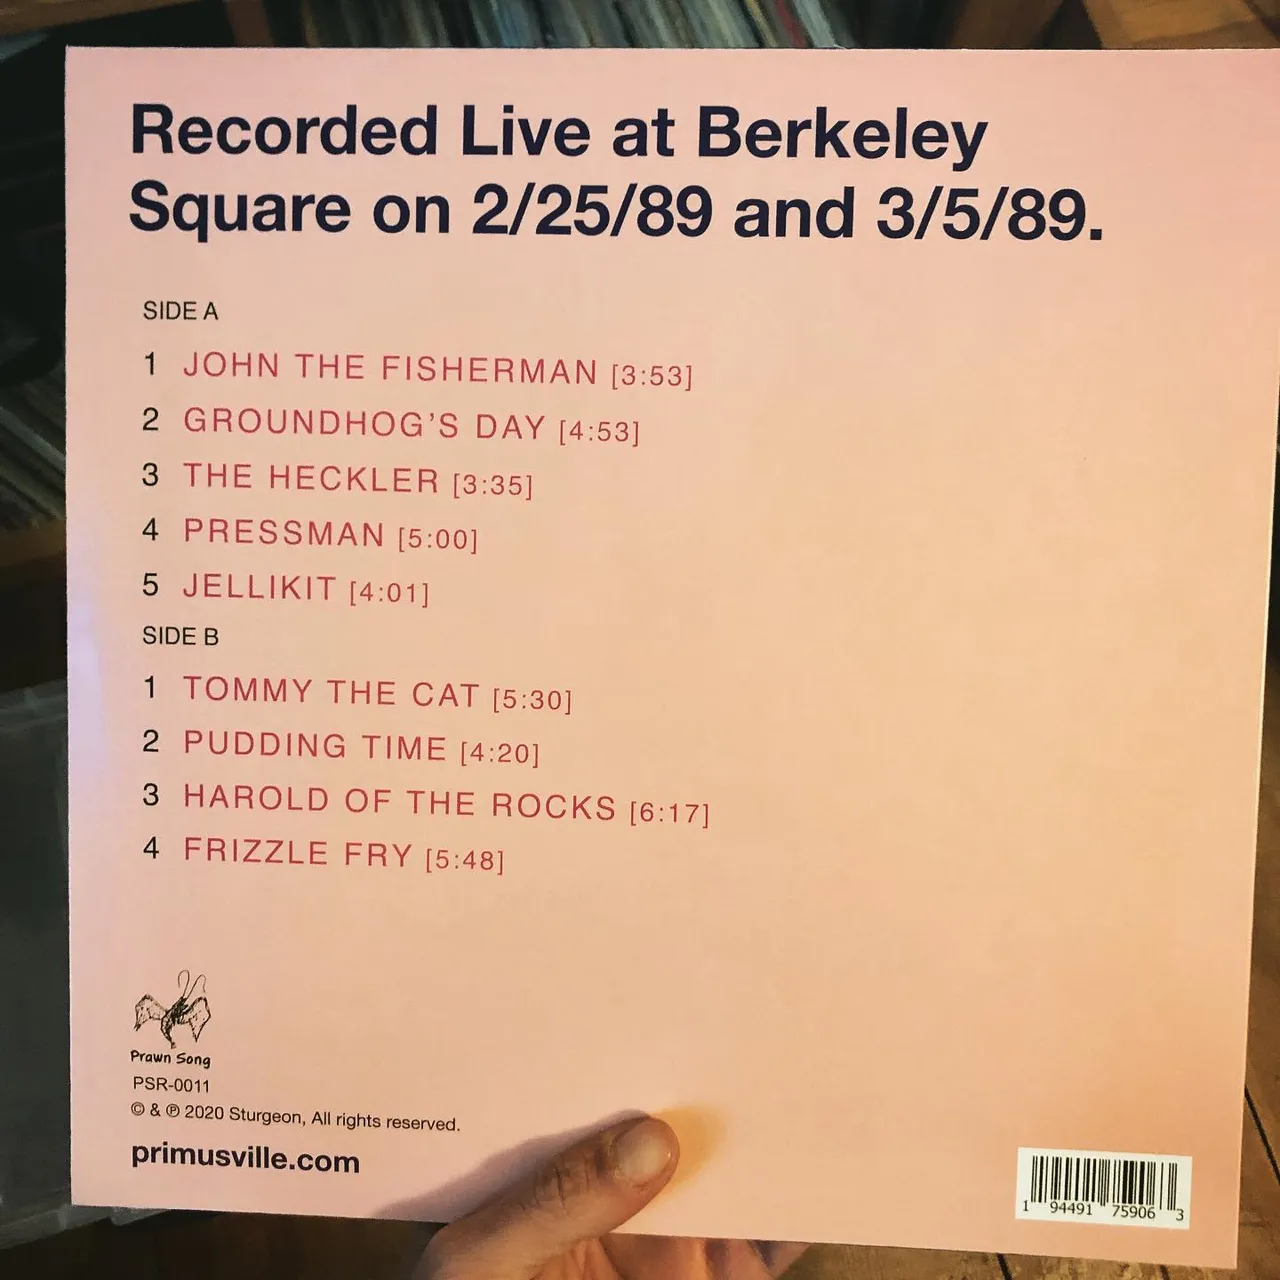 Recorded Live at Berkeley
Square on 2/25/89 and 3/5/89.
SIDE A
1 JOHN THE FISHERMAN [3:53]
2 GROUNDHOG'S DAY [4:53]
3 THE HECKLER [3:35]
4 PRESSMAN [5:00]
5 JELLIKIT [4:01]
SIDE B
1 TOMMY THE CAT [5:30]
2 PUDDING TIME [4:20]
3 HAROLD OF THE ROCKS [6:17]
4 FRIZZLE FRY [5:48]
Prawn Song
PSR-0011
© & ℗ 2020 Sturgeon, All rights reserved.
primusville.com
1 94491 75906 3